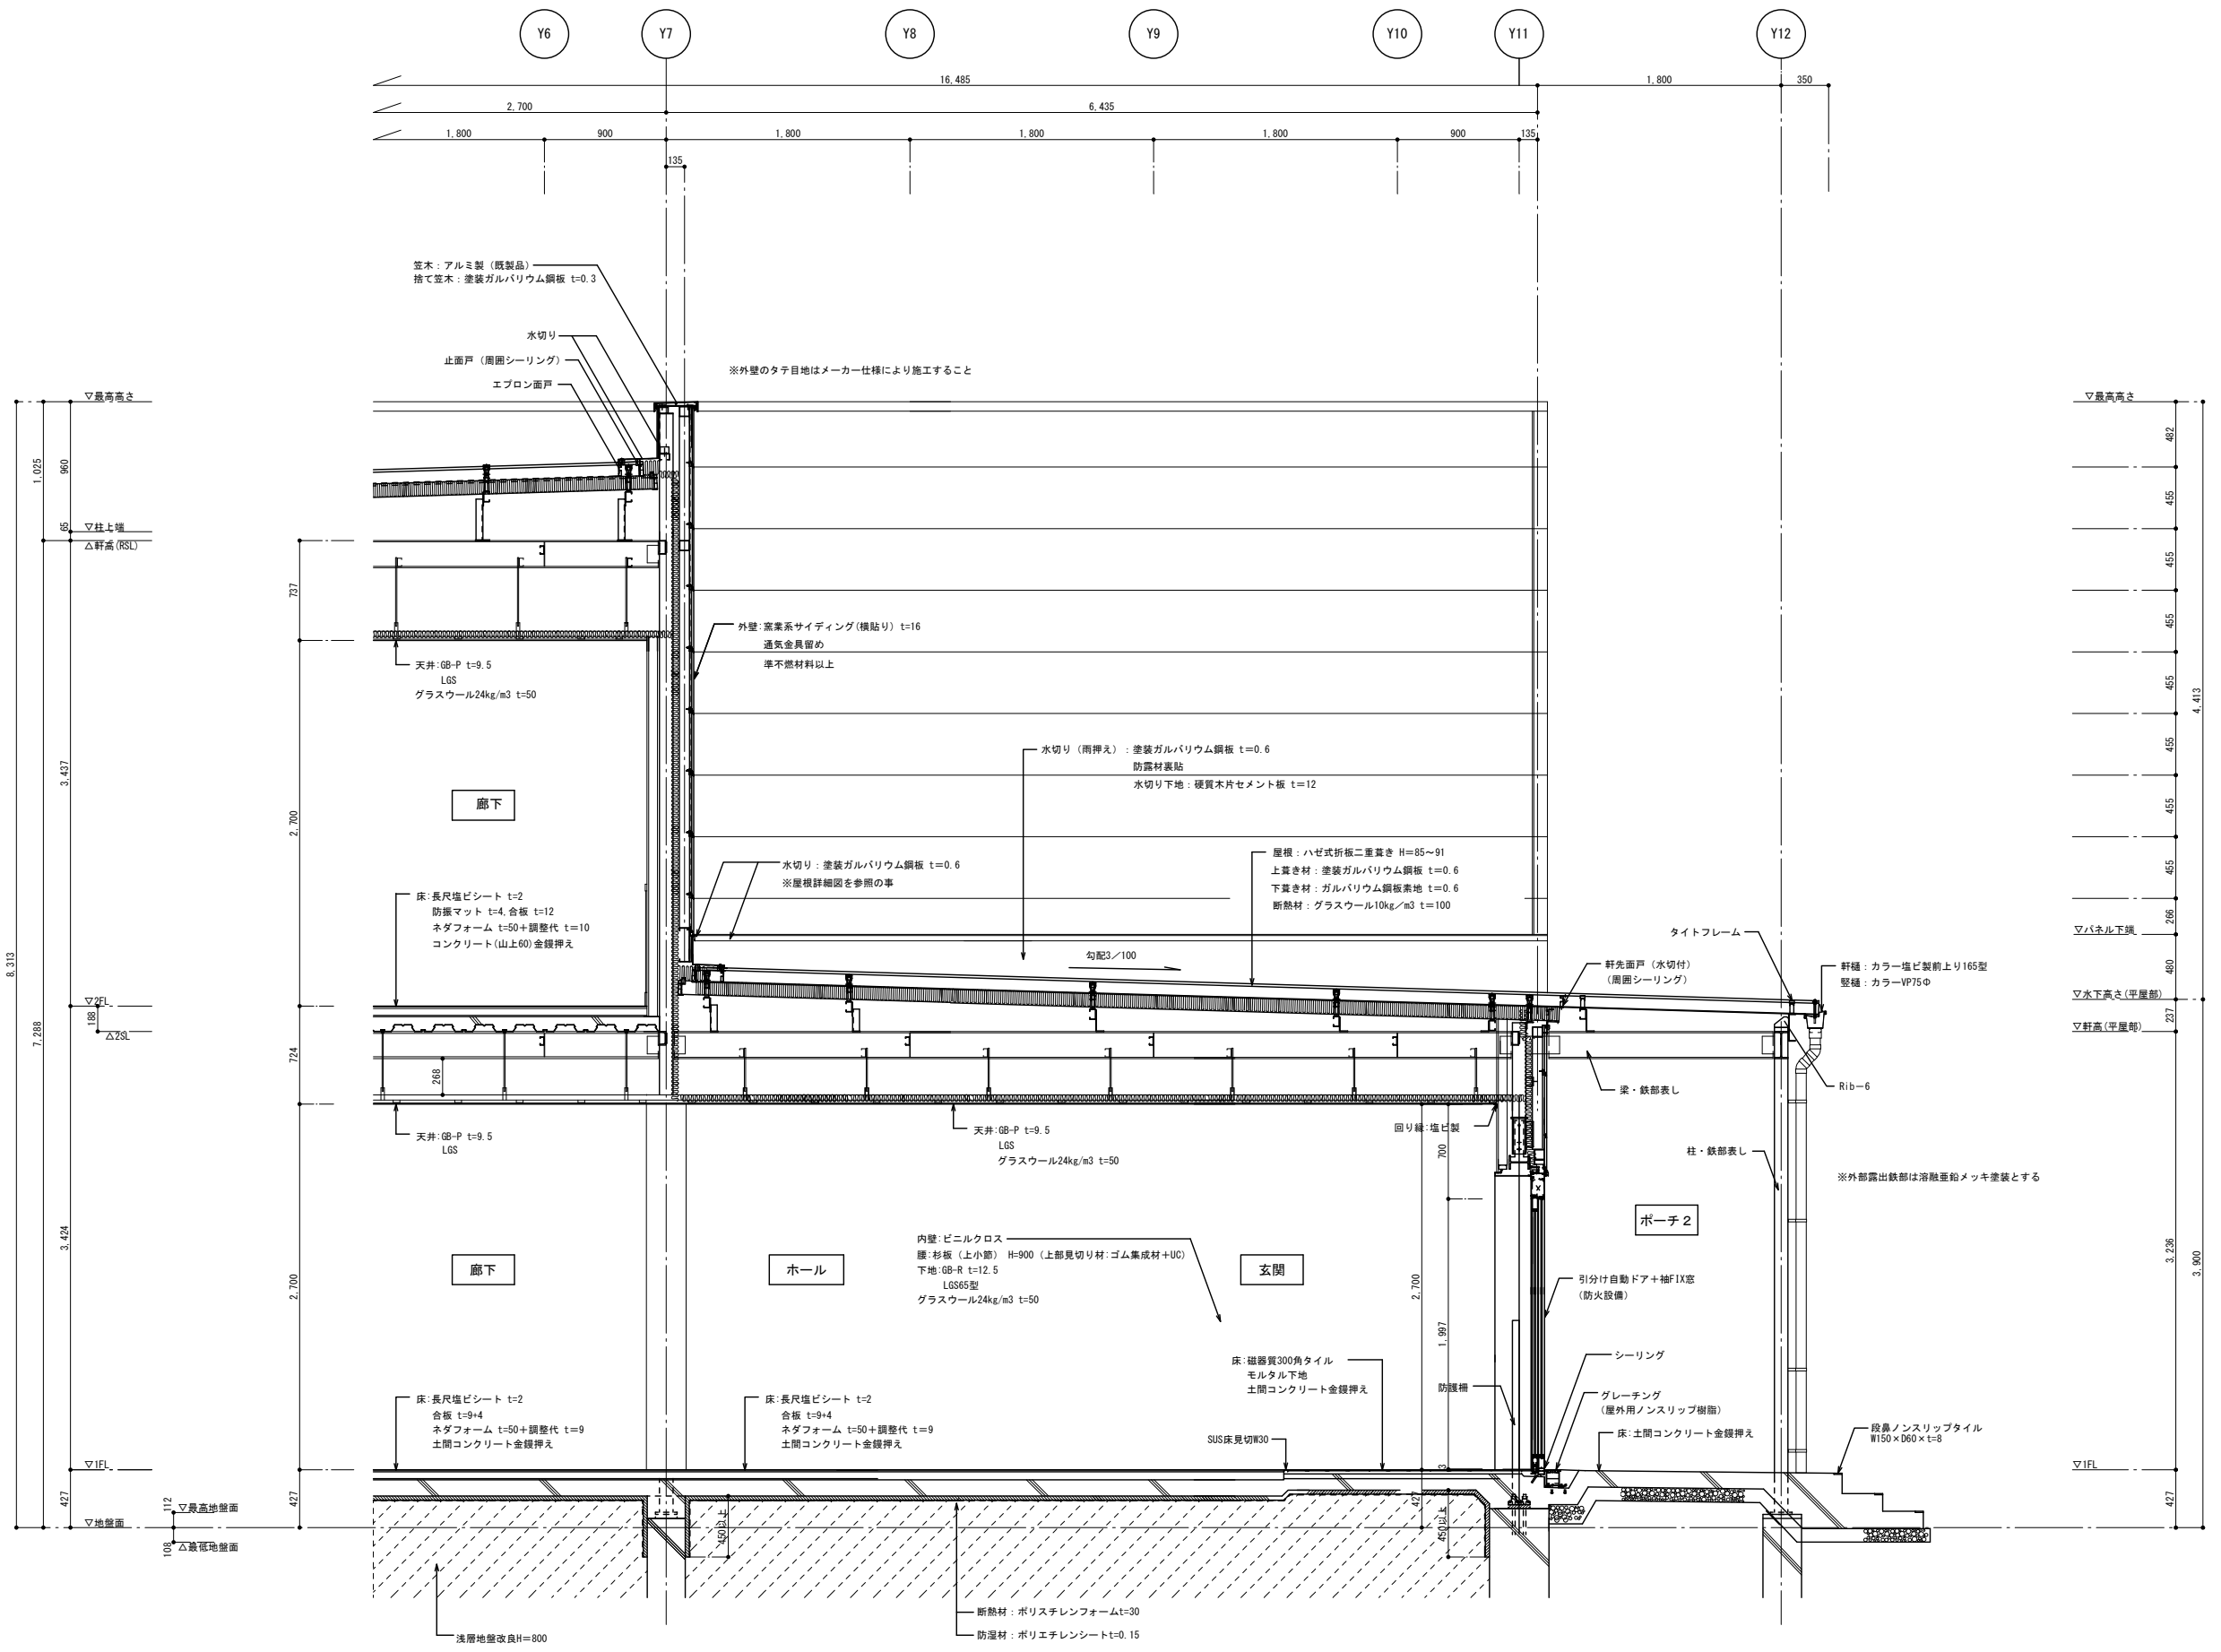 Y6
Y7
Y8
Y9
Y10
Y11
Y12
16,485
1,800
350
2,700
6,435
1,800
900
1,800
1,800
1,800
900
135
135
笠木：アルミ製（既製品）
捨て笠木：塗装ガルバリウム鋼板 t=0.3
水切り
止面戸（周囲シーリング）
エプロン面戸
※外壁のタテ目地はメーカー仕様により施工すること
▽最高高さ
▽最高高さ
8,313
1,025
7,288
960
65
3,437
3,424
427
▽柱上端
△軒高(RSL)
737
2,700
724
2,700
427
外壁：窯業系サイディング(横貼り) t=16
通気金具留め
準不燃材料以上
天井:GB-P t=9.5
LGS
グラスウール24kg/m3 t=50
水切り（雨押え）：塗装ガルバリウム鋼板 t＝0.6
防露材裏貼
水切り下地：硬質木片セメント板 t＝12
廊下
水切り：塗装ガルバリウム鋼板 t＝0.6
※屋根詳細図を参照の事
屋根：ハゼ式折板二重葺き H=85～91
上葺き材：塗装ガルバリウム鋼板 t＝0.6
下葺き材：ガルバリウム鋼板素地 t＝0.6
断熱材：グラスウール10kg／m3 t＝100
床:長尺塩ビシート t=2
防振マット t=4,合板 t=12
ネダフォーム t=50＋調整代 t＝10
コンクリート(山上60)金鏝押え
勾配3／100
タイトフレーム
軒先面戸（水切付）
（周囲シーリング）
軒樋：カラー塩ビ製前上り165型
竪樋：カラーVP75Φ
482
455
455
455
455
455
455
455
266
480
237
3,236
427
4,413
3,900
▽パネル下端
▽水下高さ(平屋部)
▽軒高(平屋部)
▽2FL
188
△2SL
268
梁・鉄部表し
Rib－6
天井:GB-P t=9.5
LGS
天井:GB-P t=9.5
LGS
グラスウール24kg/m3 t=50
回り縁:塩ビ製
700
2,700
1,997
3
427
柱・鉄部表し
※外部露出鉄部は溶融亜鉛メッキ塗装とする
ポーチ２
廊下
ホール
玄関
内壁:ビニルクロス
腰:杉板（上小節） H=900（上部見切り材:ゴム集成材＋UC）
下地:GB-R t=12.5
LGS65型
グラスウール24kg/m3 t=50
引分け自動ドア＋袖FIX窓
（防火設備）
シーリング
床:磁器質300角タイル
モルタル下地
土間コンクリート金鏝押え
防護柵
グレーチング
（屋外用ノンスリップ樹脂）
床:土間コンクリート金鏝押え
段鼻ノンスリップタイル
W150×D60×t=8
床:長尺塩ビシート t=2
合板 t=9+4
ネダフォーム t=50＋調整代 t＝9
土間コンクリート金鏝押え
床:長尺塩ビシート t=2
合板 t=9+4
ネダフォーム t=50＋調整代 t＝9
土間コンクリート金鏝押え
SUS床見切W30
▽1FL
▽1FL
112
▽最高地盤面
▽地盤面
108
△最低地盤面
450以上
450以上
断熱材：ポリスチレンフォームt=30
防湿材：ポリエチレンシートt=0.15
浅層地盤改良H＝800